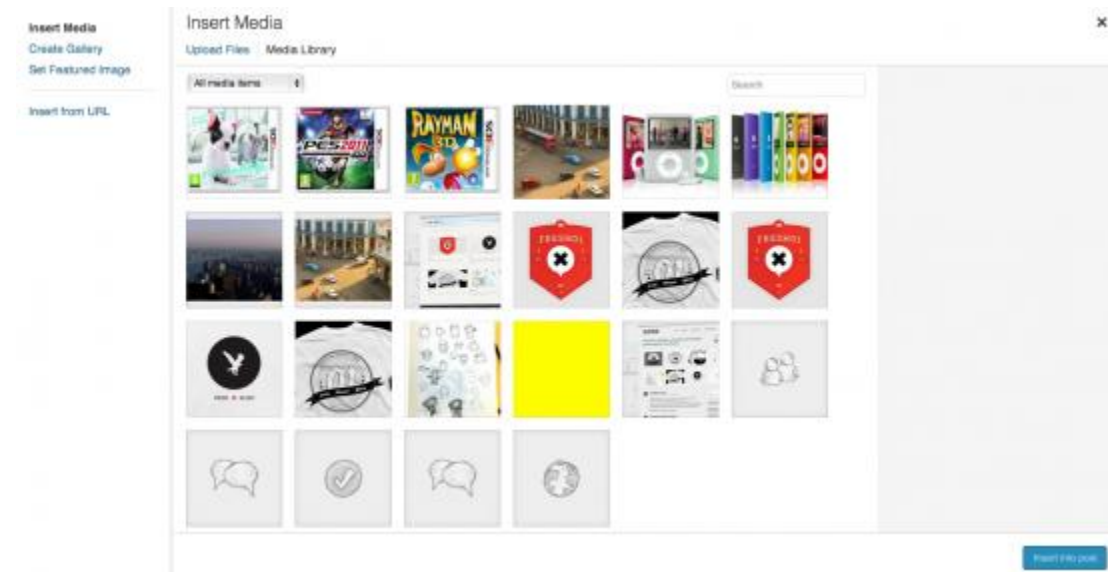 Insert Media
Create Gallery
Set Featured Image
Insert from URL
Insert Media
Upload Files Media Library
All media items
Search
PES2011
RAYMAN
3D
Insert into post